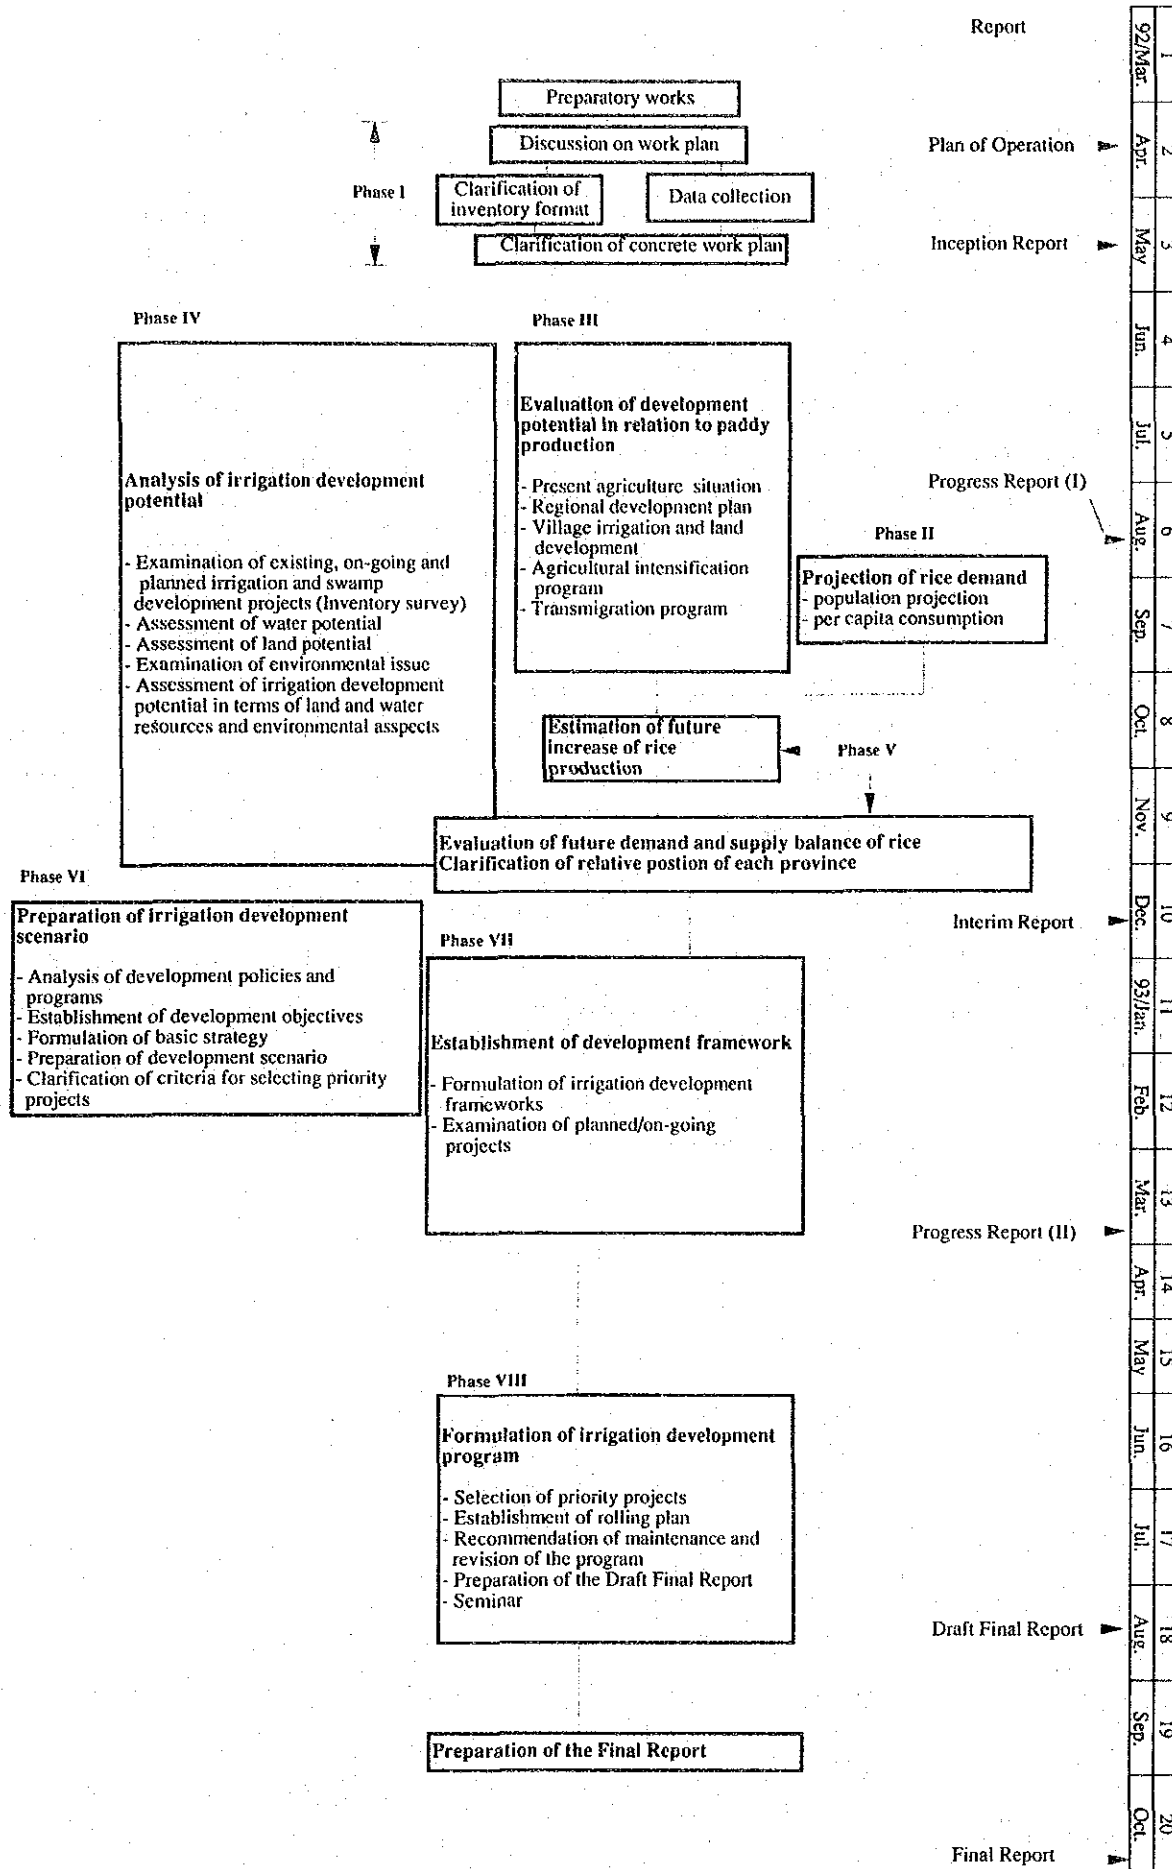 Report
Preparatory works
Discussion on work plan
Plan of Operation
Phase I
Clarification of
inventory format
Data collection
Clarification of concrete work plan
Inception Report
Phase IV
Phase III
Evaluation of development
potential in relation to paddy
production
- Present agriculture situation
- Regional development plan
- Village irrigation and land
development
- Agricultural intensification
program
- Transmigration program
Analysis of irrigation development
potential
- Examination of existing, on-going and
planned irrigation and swamp
development projects (Inventory survey)
- Assessment of water potential
- Assessment of land potential
- Examination of environmental issue
- Assessment of irrigation development
potential in terms of land and water
resources and environmental asspects
Progress Report (I)
Phase II
Projection of rice demand
- population projection
- per capita consumption
Estimation of future
increase of rice
production
Phase V
Evaluation of future demand and supply balance of rice
Clarification of relative postion of each province
Phase VI
Preparation of irrigation development
scenario
- Analysis of development policies and
programs
- Establishment of development objectives
- Formulation of basic strategy
- Preparation of development scenario
- Clarification of criteria for selecting priority
projects
Interim Report
Phase VII
Establishment of development framework
- Formulation of irrigation development
frameworks
- Examination of planned/on-going
projects
Progress Report (II)
Phase VIII
Formulation of irrigation development
program
- Selection of priority projects
- Establishment of rolling plan
- Recommendation of maintenance and
revision of the program
- Preparation of the Draft Final Report
- Seminar
Draft Final Report
Preparation of the Final Report
Final Report
1 2 3 4 5 6 7 8 9 10 11 12 13 14 15 16 17 18 19 20
92/Mar. Apr. May Jun. Jul. Aug. Sep. Oct. Nov. Dec. 93/Jan. Feb. Mar. Apr. May Jun. Jul. Aug. Sep. Oct.